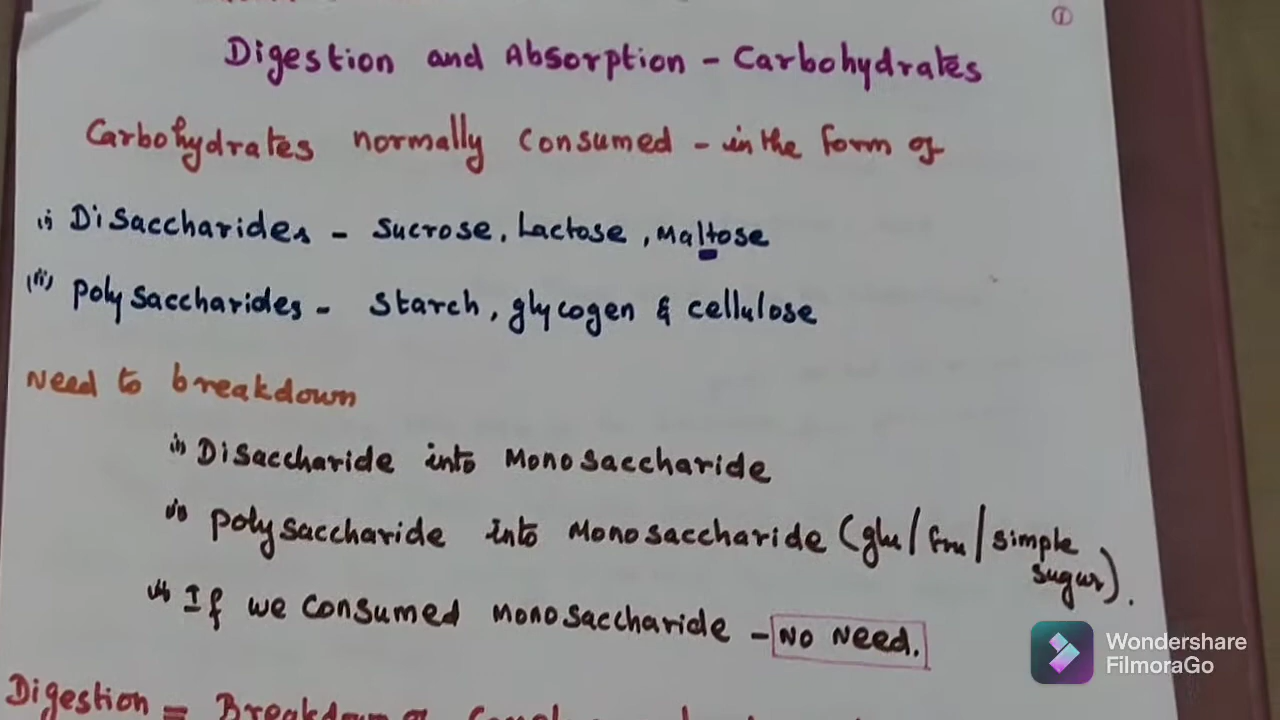 ①
Digestion and Absorption - Carbohydrates
Carbohydrates normally consumed - in the form of
(i) Disaccharides - Sucrose, Lactose, Maltose
(ii) Polysaccharides - Starch, glycogen & cellulose
Need to breakdown
(i) Disaccharide into Monosaccharide
(ii) Polysaccharide into Monosaccharide (glu/fru/simple
sugar).
(iii) If we consumed Monosaccharide - NO Need.
Digestion = Breakdown of
Wondershare
FilmoraGo